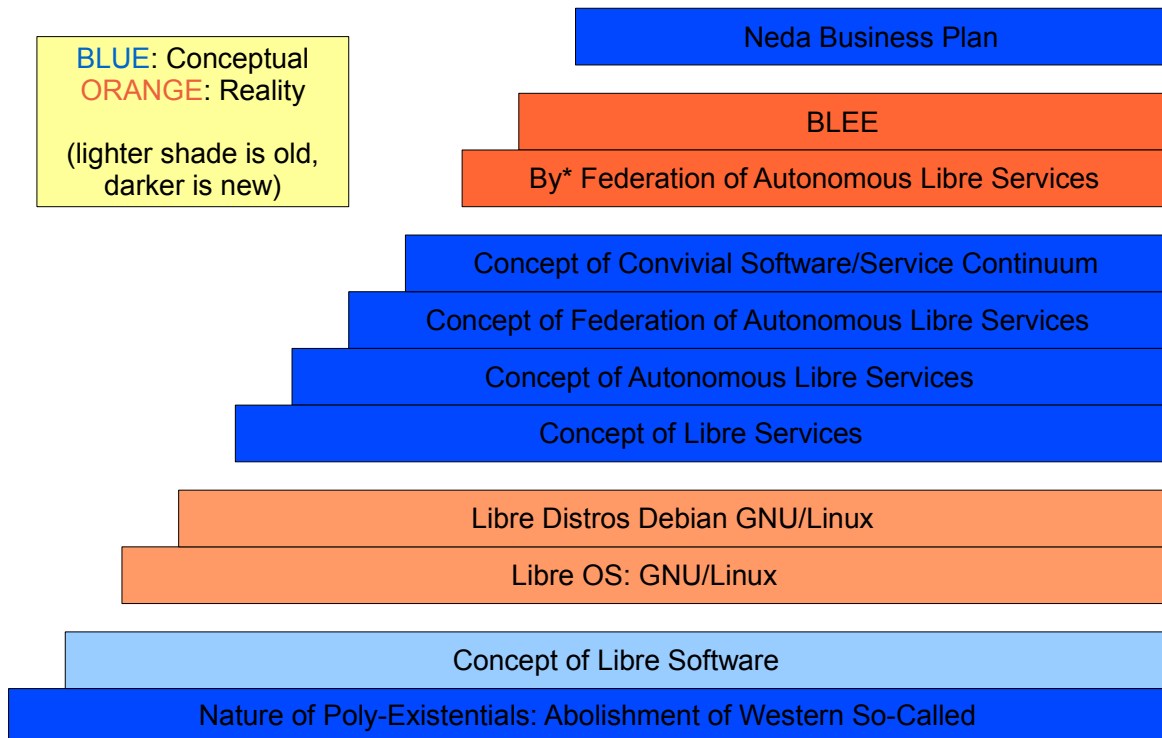 BLUE: Conceptual
ORANGE: Reality
(lighter shade is old,
darker is new)
Neda Business Plan
BLEE
By* Federation of Autonomous Libre Services
Concept of Convivial Software/Service Continuum
Concept of Federation of Autonomous Libre Services
Concept of Autonomous Libre Services
Concept of Libre Services
Libre Distros Debian GNU/Linux
Libre OS: GNU/Linux
Concept of Libre Software
Nature of Poly-Existentials: Abolishment of Western So-Called